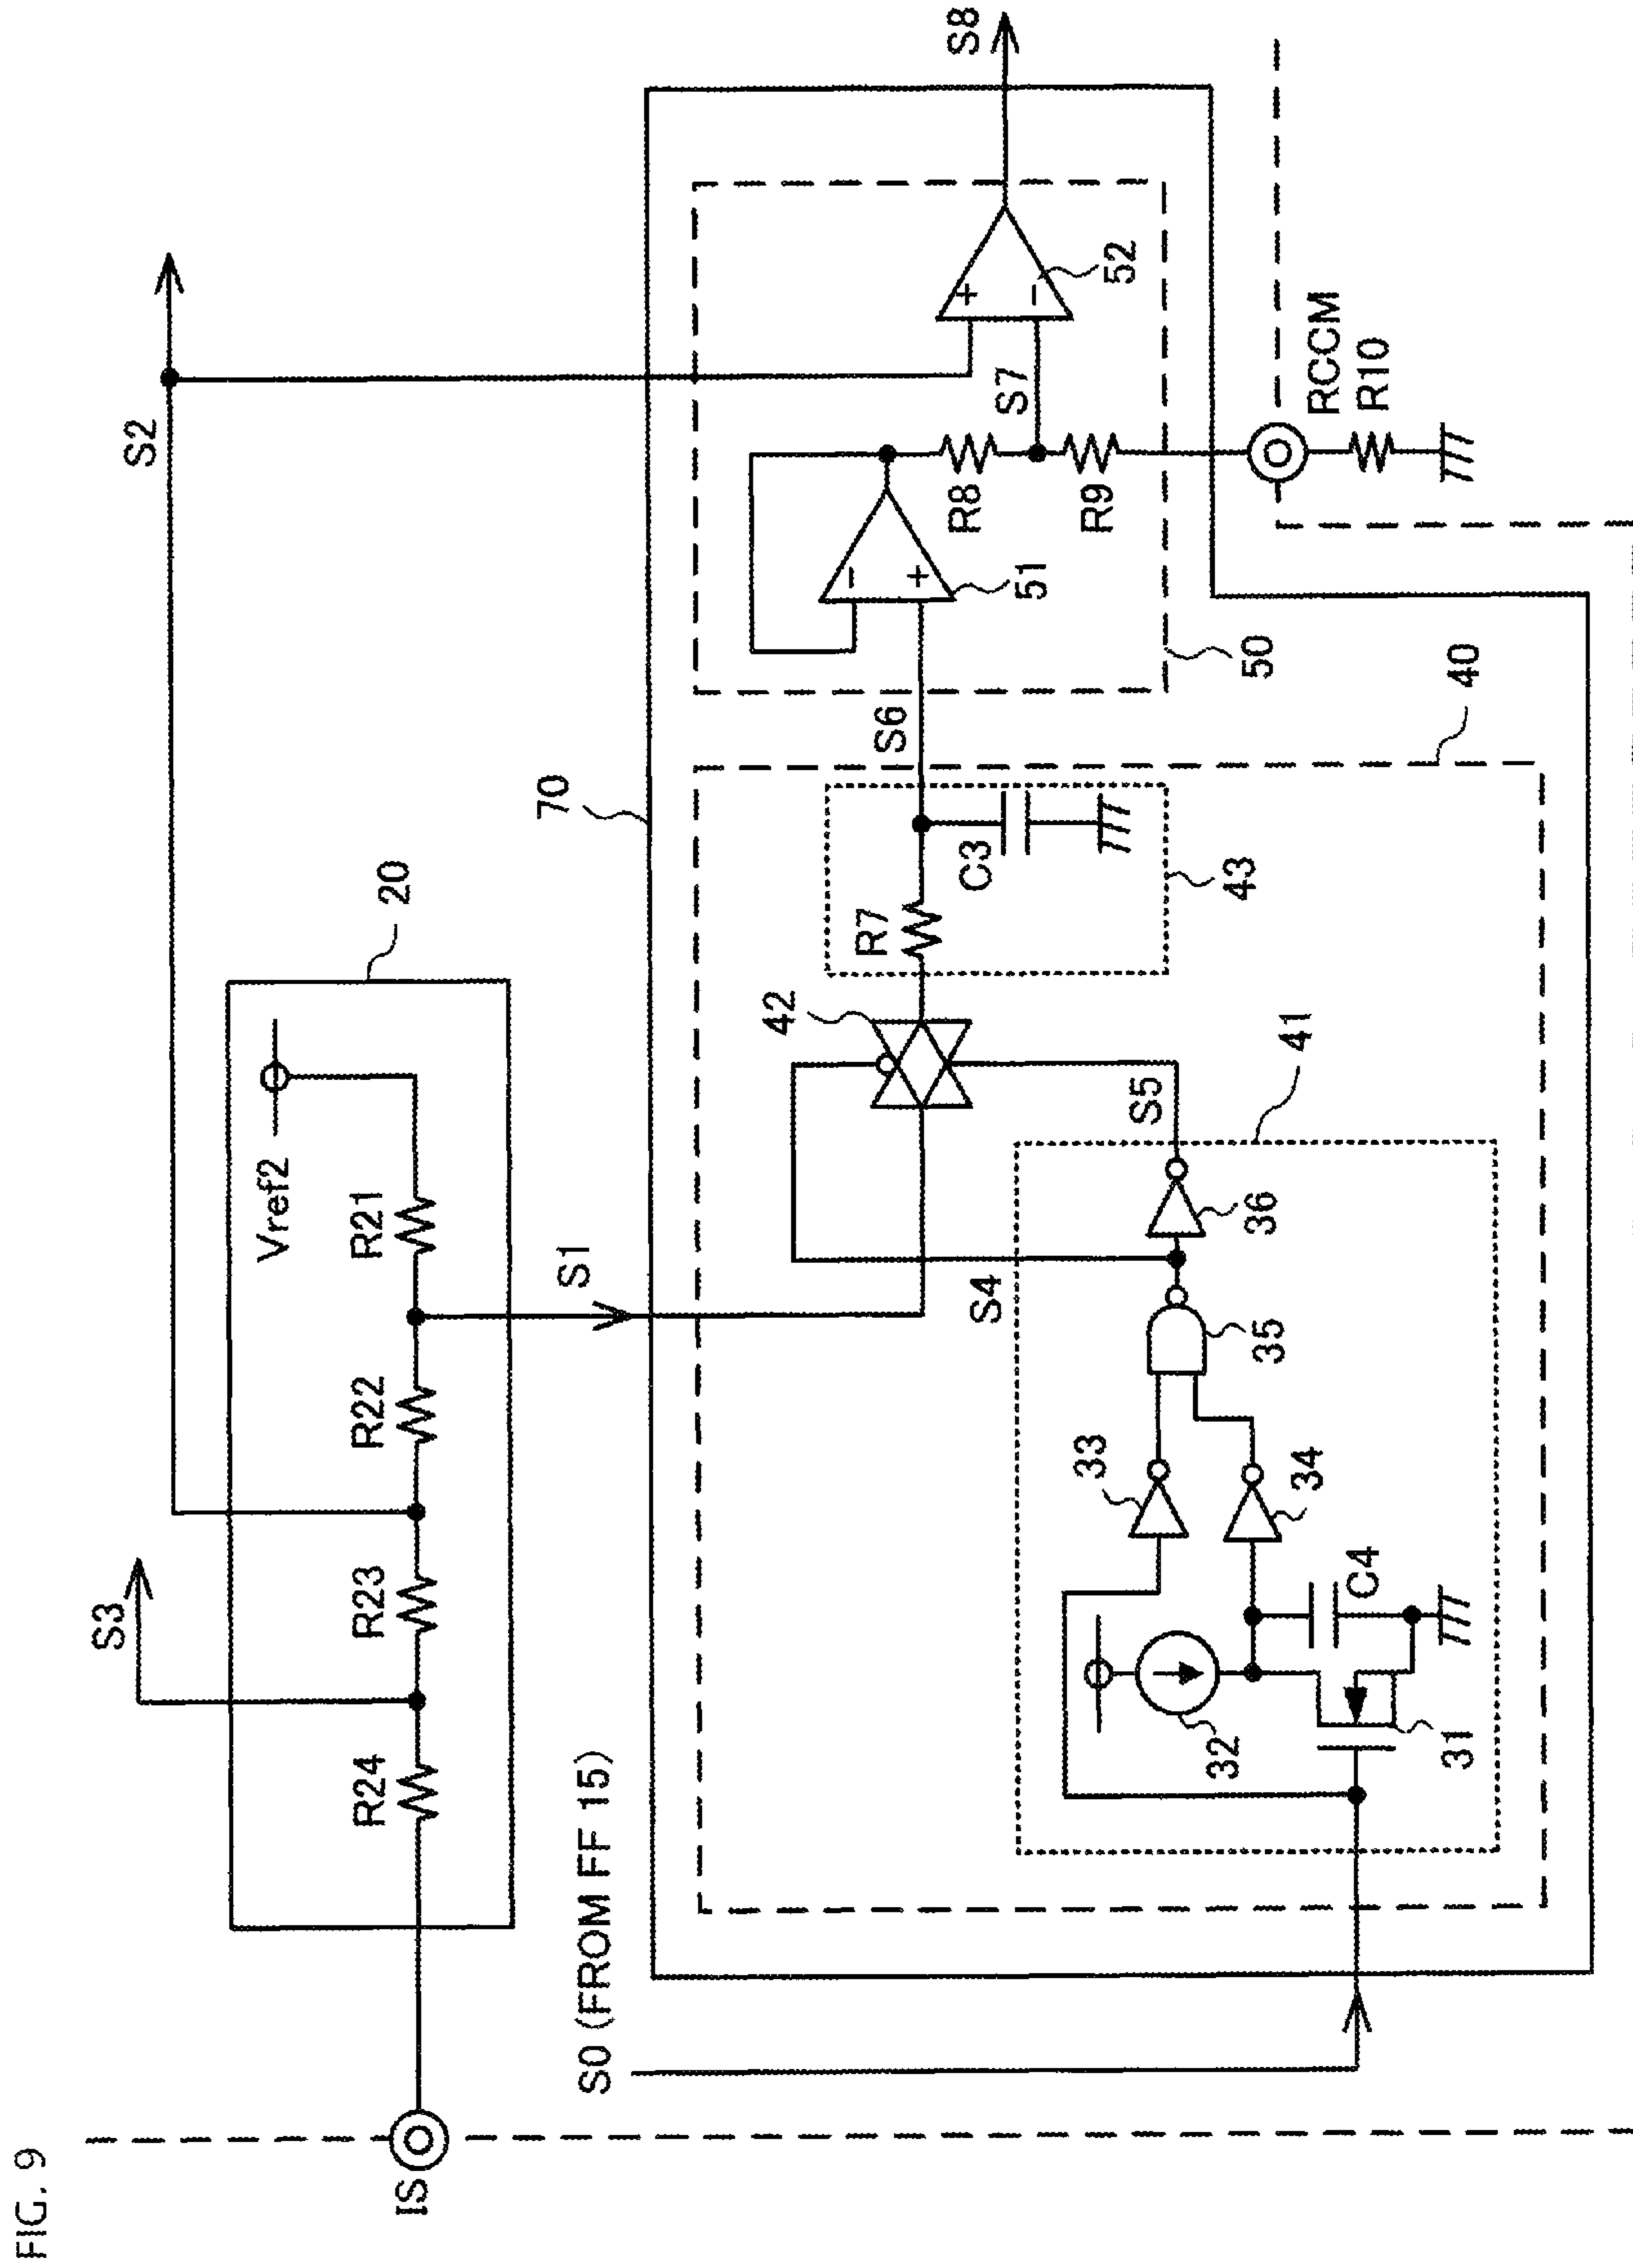 FIG. 9
IS
S3
S2
20
Vref2
R24
R23
R22
R21
S1
S0 (FROM FF 15)
70
S8
40
50
42
R7
C3
43
S6
-
+
51
R8
R9
S7
+
-
52
RCCM
R10
S4
S5
41
33
34
35
36
32
31
C4